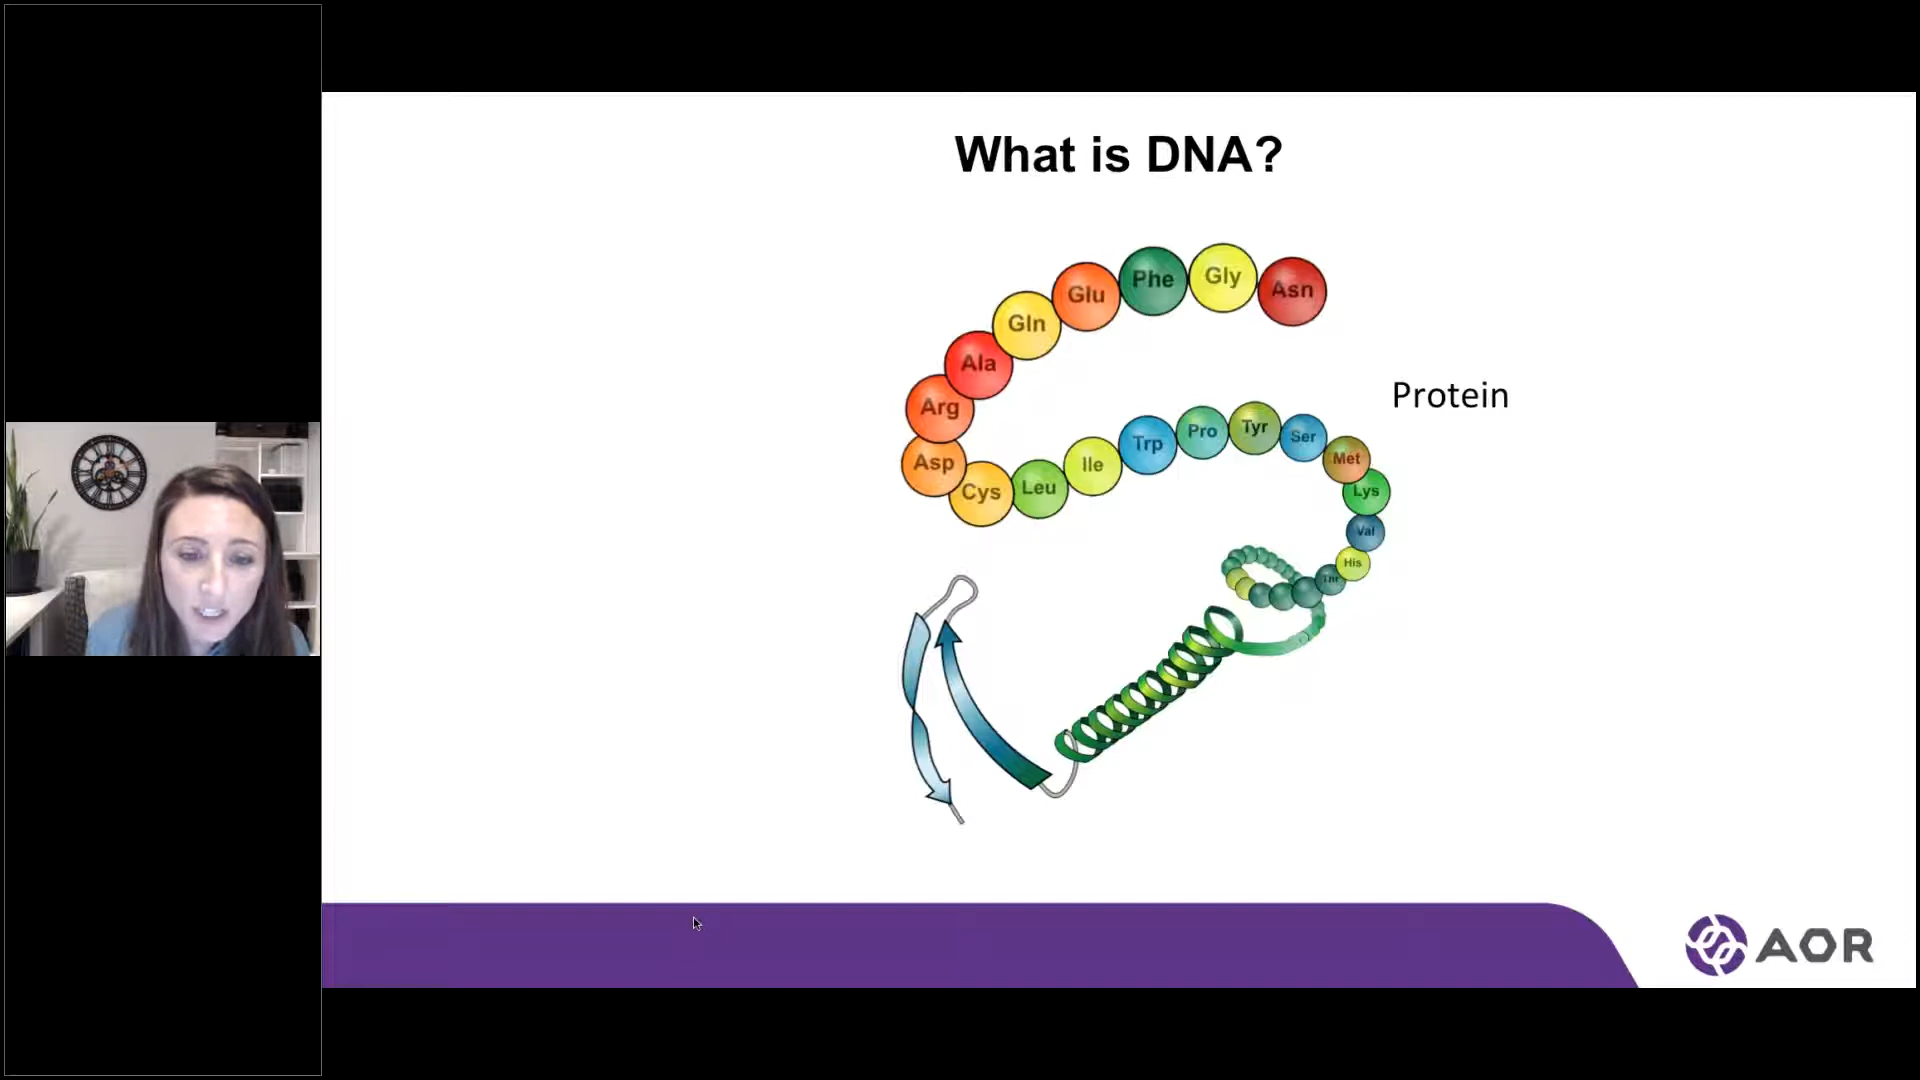 What is DNA?
Asn
Gly
Phe
Glu
Gln
Ala
Arg
Asp
Cys
Leu
Ile
Trp
Pro
Tyr
Ser
Met
Lys
Val
His
Thr
Protein
AOR